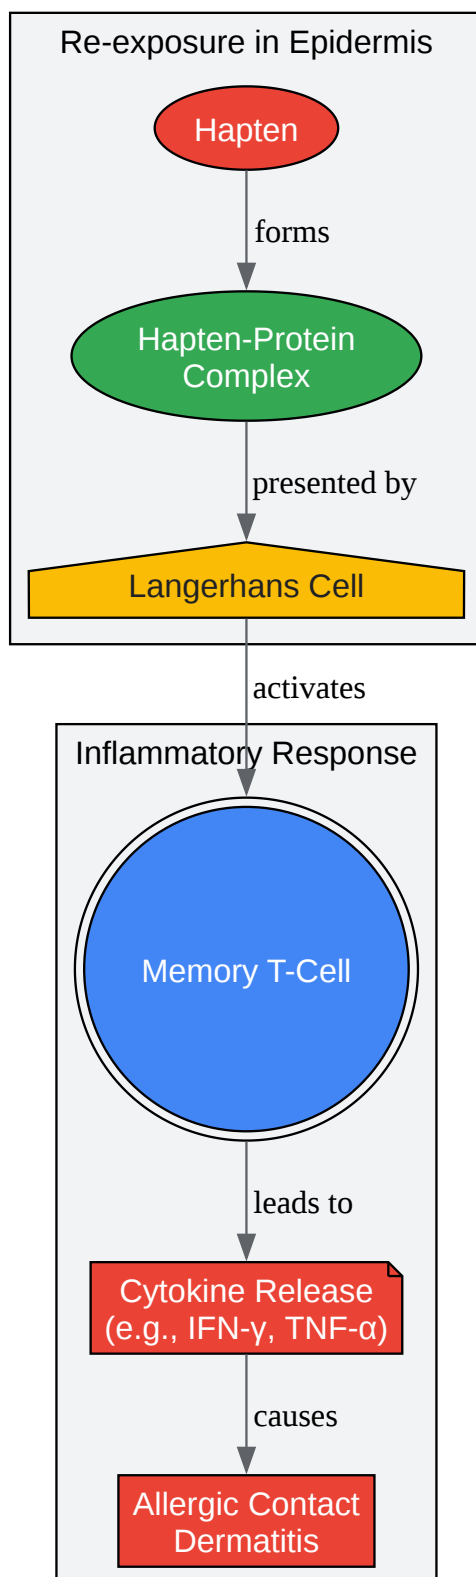 Re-exposure in Epidermis
Hapten
forms
Hapten-Protein
Complex
presented by
Langerhans Cell
activates
Inflammatory Response
Memory T-Cell
leads to
Cytokine Release
(e.g., IFN-γ, TNF-α)
causes
Allergic Contact
Dermatitis